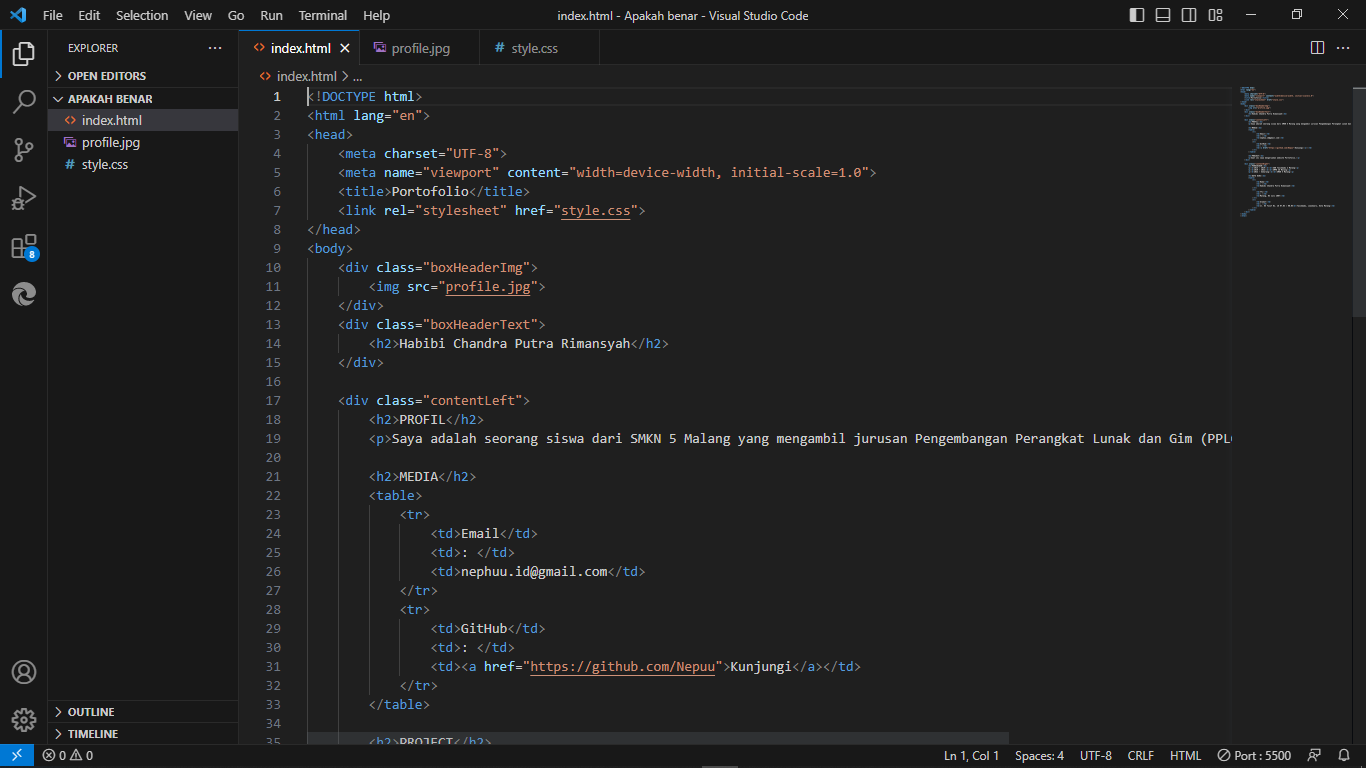 File Edit Selection View Go Run Terminal Help
index.html - Apakah benar - Visual Studio Code
EXPLORER
OPEN EDITORS
APAKAH BENAR
index.html
profile.jpg
style.css
8
OUTLINE
TIMELINE
index.html profile.jpg style.css
index.html > ...
1 <!DOCTYPE html>
2 <html lang="en">
3 <head>
4 <meta charset="UTF-8">
5 <meta name="viewport" content="width=device-width, initial-scale=1.0">
6 <title>Portofolio</title>
7 <link rel="stylesheet" href="style.css">
8 </head>
9 <body>
10 <div class="boxHeaderImg">
11 <img src="profile.jpg">
12 </div>
13 <div class="boxHeaderText">
14 <h2>Habibi Chandra Putra Rimansyah</h2>
15 </div>
16
17 <div class="contentLeft">
18 <h2>PROFIL</h2>
19 <p>Saya adalah seorang siswa dari SMKN 5 Malang yang mengambil jurusan Pengembangan Perangkat Lunak dan Gim (PPLG
20
21 <h2>MEDIA</h2>
22 <table>
23 <tr>
24 <td>Email</td>
25 <td>: </td>
26 <td>nephuu.id@gmail.com</td>
27 </tr>
28 <tr>
29 <td>GitHub</td>
30 <td>: </td>
31 <td><a href="https://github.com/Nepuu">Kunjungi</a></td>
32 </tr>
33 </table>
34
35 <h2>PROJECT</h2>
0 0 Ln 1, Col 1 Spaces: 4 UTF-8 CRLF HTML Port : 5500